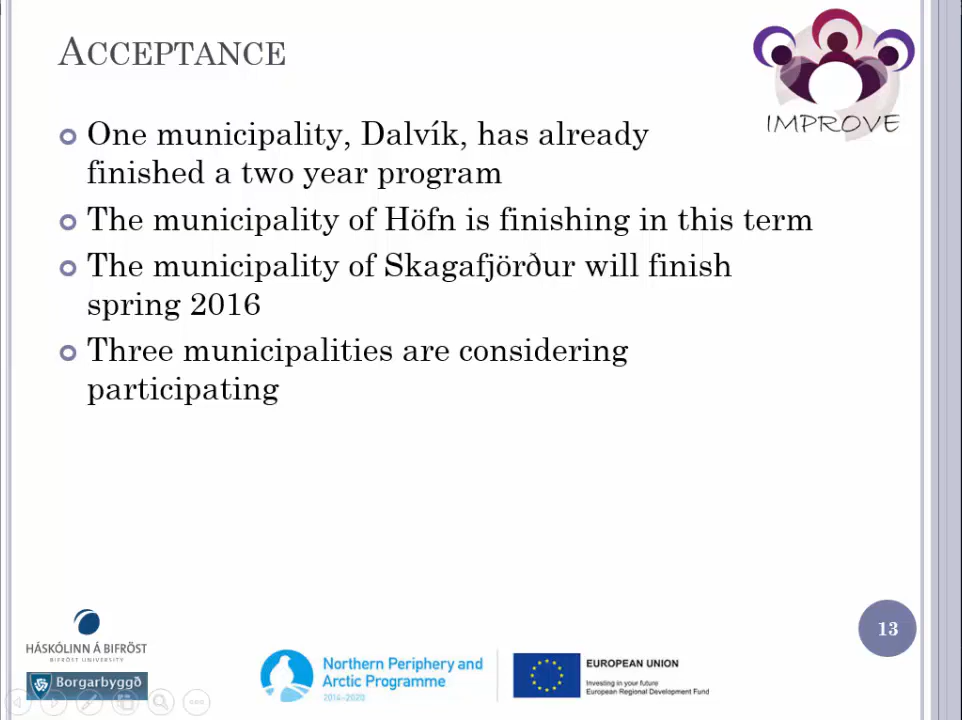 ACCEPTANCE
IMPROVE
One municipality, Dalvík, has already
finished a two year program
The municipality of Höfn is finishing in this term
The municipality of Skagafjörður will finish
spring 2016
Three municipalities are considering
participating
13
HÁSKÓLINN Á BIFRÖST
BIFRÖST UNIVERSITY
Borgarbyggð
Northern Periphery and
Arctic Programme
2014–2020
EUROPEAN UNION
Investing in your future
European Regional Development Fund